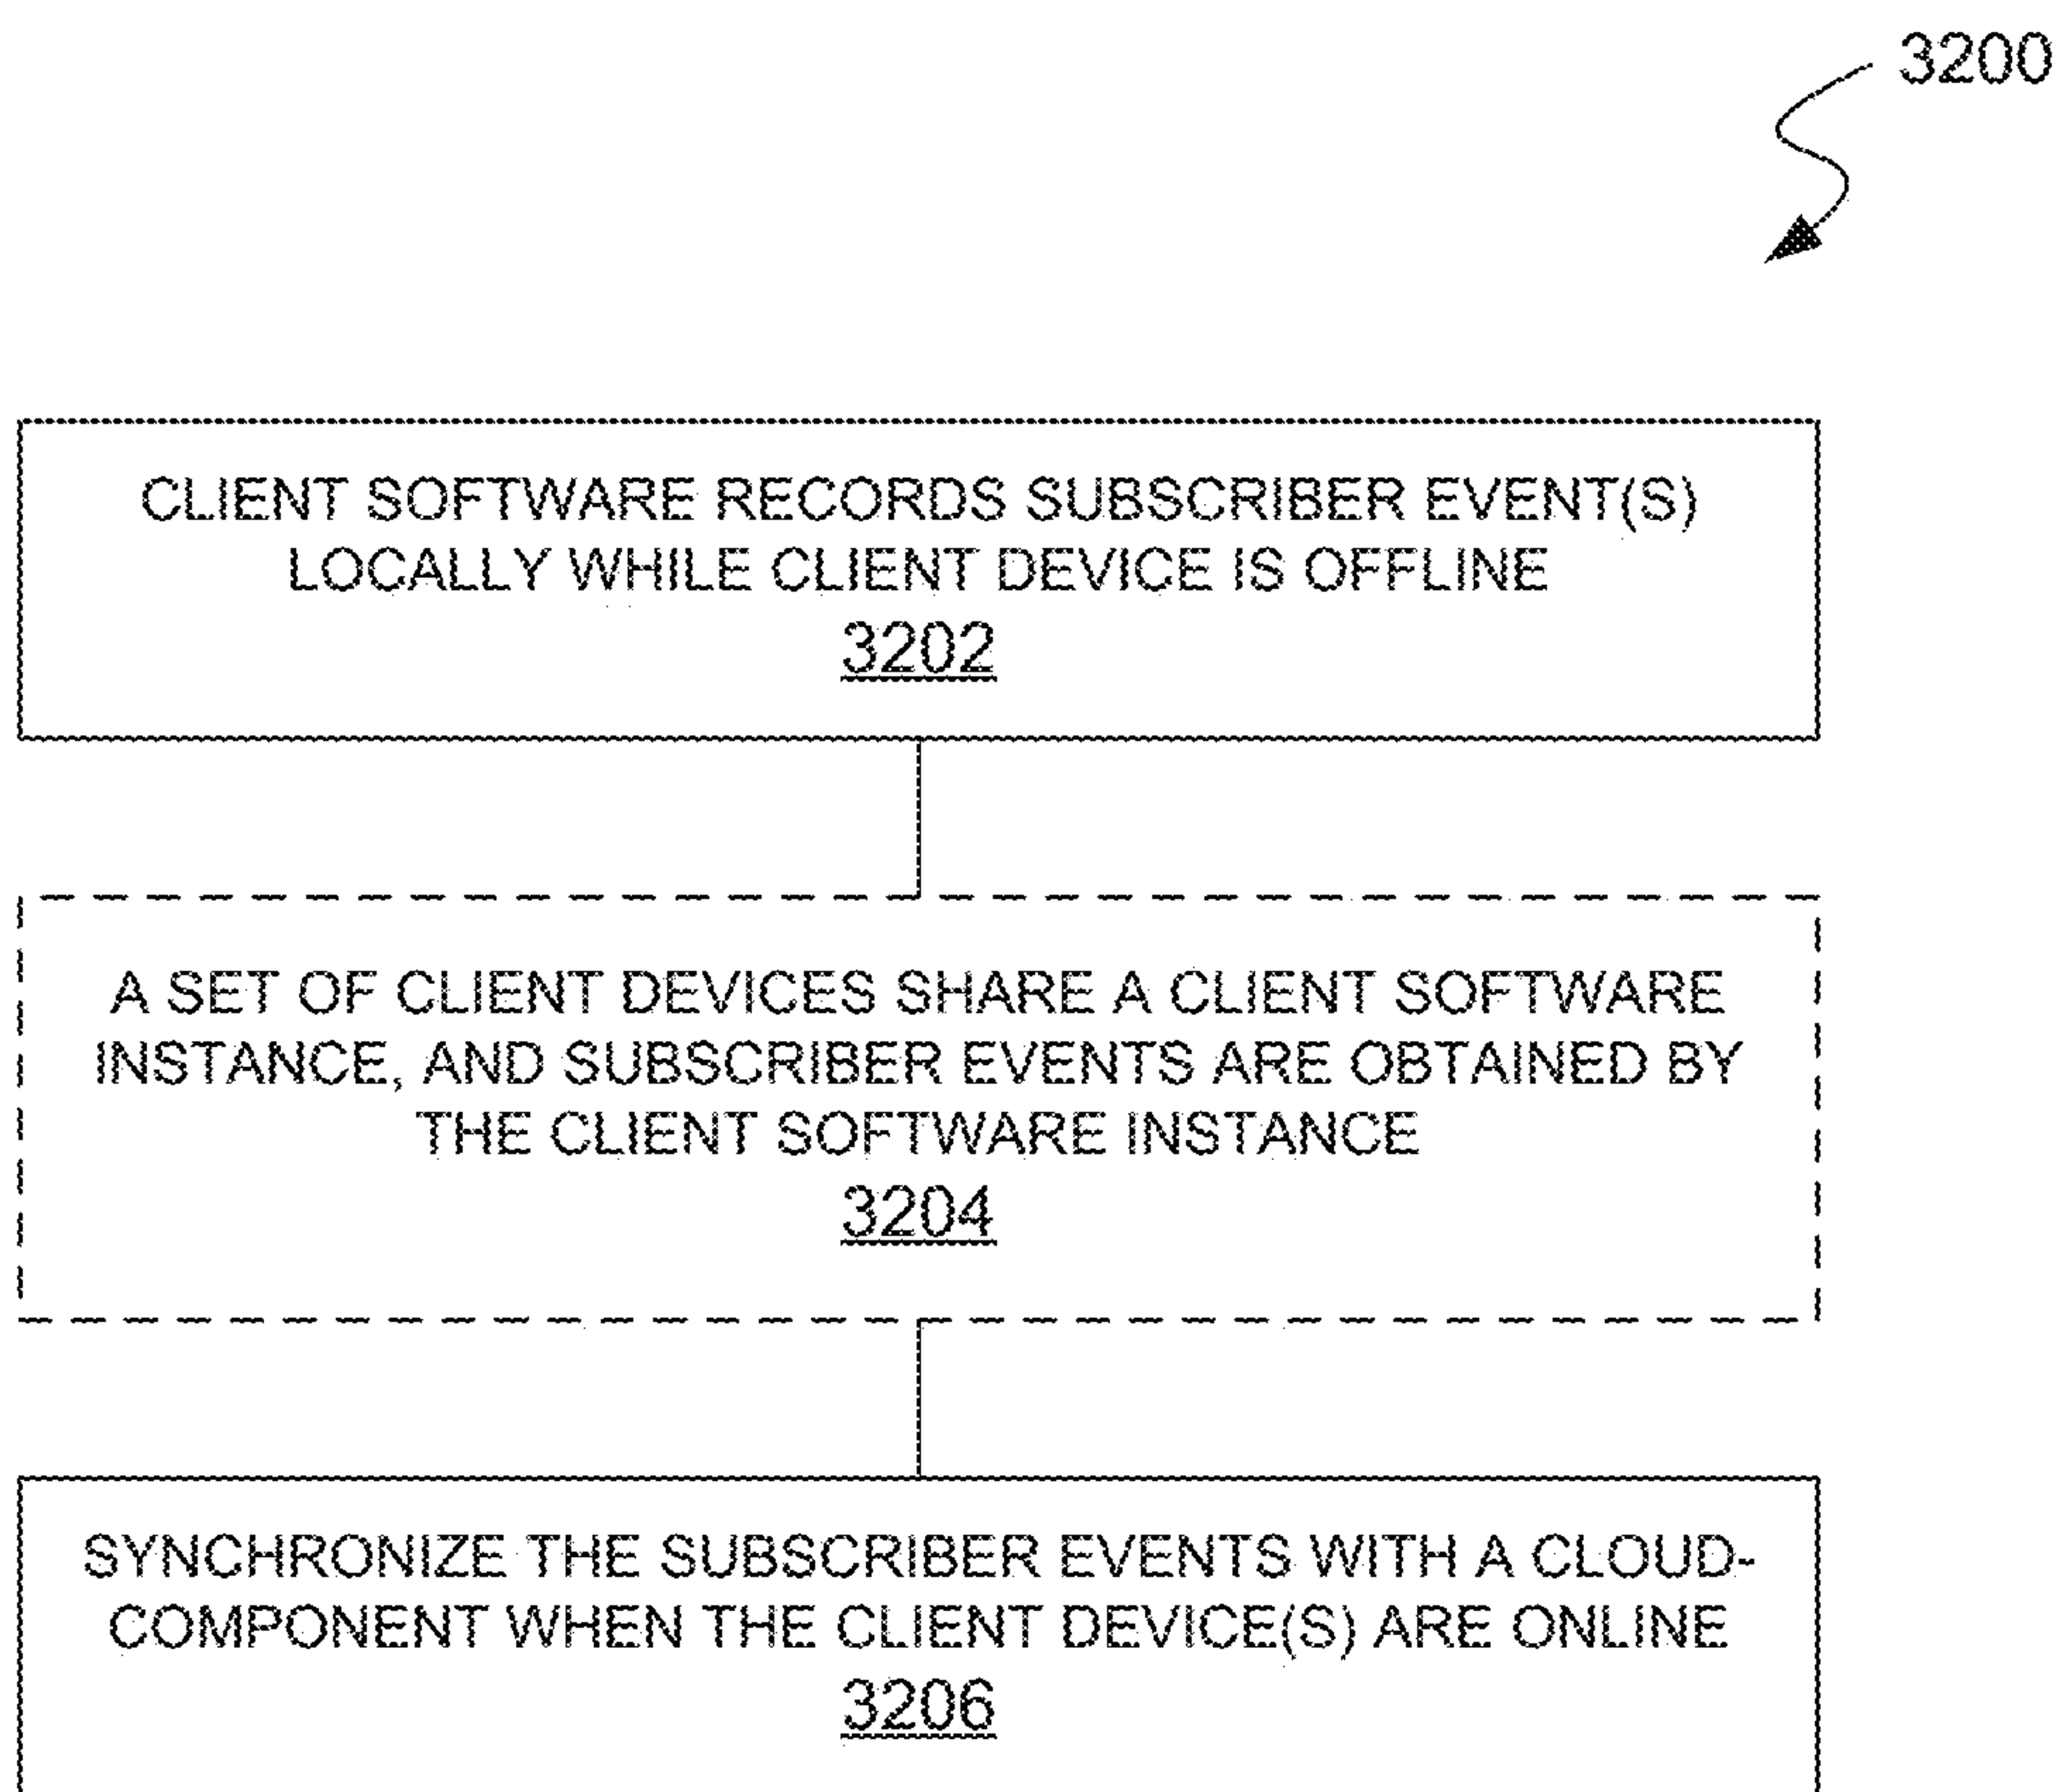 3200
CLIENT SOFTWARE RECORDS SUBSCRIBER EVENT(S)
LOCALLY WHILE CLIENT DEVICE IS OFFLINE
3202
A SET OF CLIENT DEVICES SHARE A CLIENT SOFTWARE
INSTANCE, AND SUBSCRIBER EVENTS ARE OBTAINED BY
THE CLIENT SOFTWARE INSTANCE
3204
SYNCHRONIZE THE SUBSCRIBER EVENTS WITH A CLOUD-
COMPONENT WHEN THE CLIENT DEVICE(S) ARE ONLINE
3206